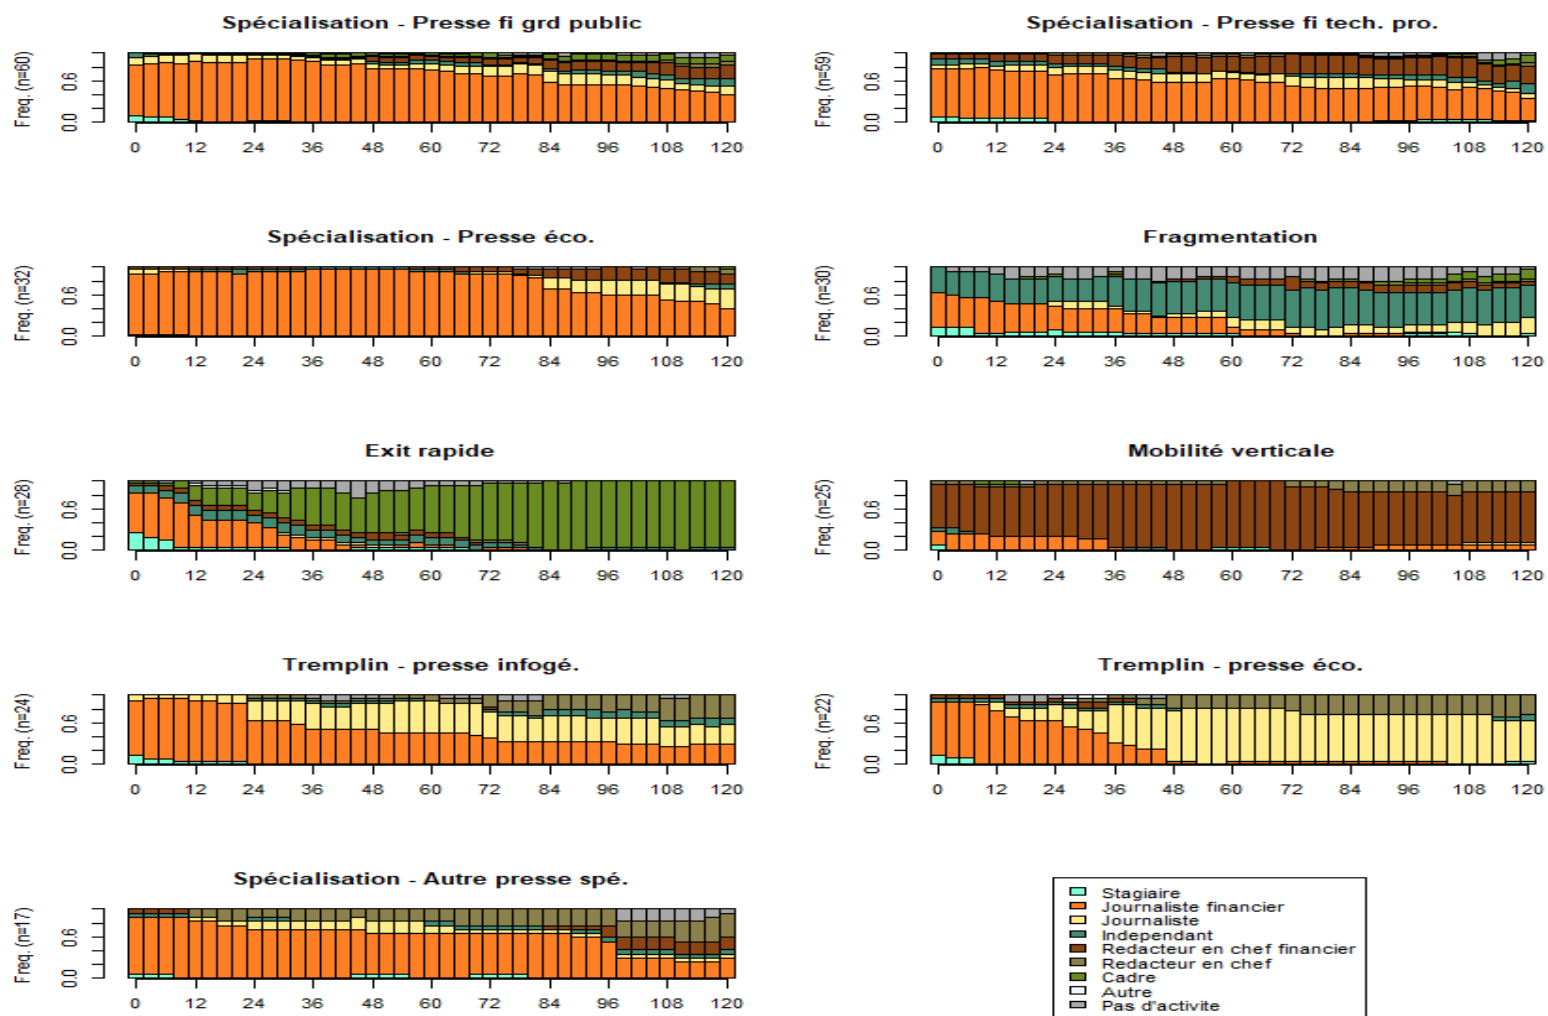 Spécialisation - Presse fi grd public
Freq. (n=60)
0.0 0.6
0 12 24 36 48 60 72 84 96 108 120
Spécialisation - Presse fi tech. pro.
Freq. (n=59)
0.0 0.6
0 12 24 36 48 60 72 84 96 108 120
Spécialisation - Presse éco.
Freq. (n=32)
0.0 0.6
0 12 24 36 48 60 72 84 96 108 120
Fragmentation
Freq. (n=30)
0.0 0.6
0 12 24 36 48 60 72 84 96 108 120
Exit rapide
Freq. (n=28)
0.0 0.6
0 12 24 36 48 60 72 84 96 108 120
Mobilité verticale
Freq. (n=25)
0.0 0.6
0 12 24 36 48 60 72 84 96 108 120
Tremplin - presse infogé.
Freq. (n=24)
0.0 0.6
0 12 24 36 48 60 72 84 96 108 120
Tremplin - presse éco.
Freq. (n=22)
0.0 0.6
0 12 24 36 48 60 72 84 96 108 120
Spécialisation - Autre presse spé.
Freq. (n=17)
0.0 0.6
0 12 24 36 48 60 72 84 96 108 120
Stagiaire
Journaliste financier
Journaliste
Independant
Redacteur en chef financier
Redacteur en chef
Cadre
Autre
Pas d'activite